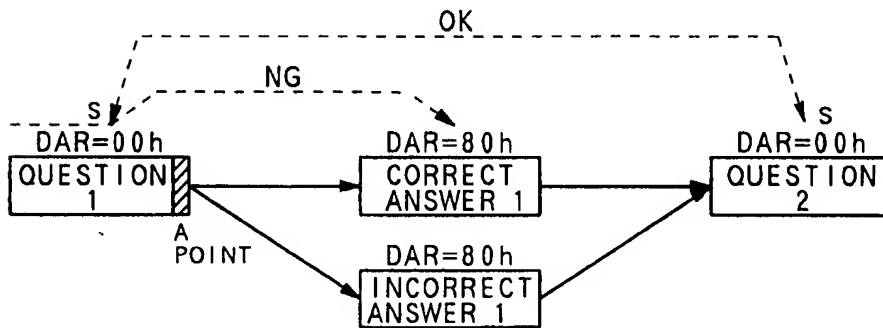 OK
NG
S
S
DAR=00h
DAR=80h
DAR=00h
QUESTION
1
CORRECT
ANSWER 1
QUESTION
2
A
POINT
DAR=80h
INCORRECT
ANSWER 1